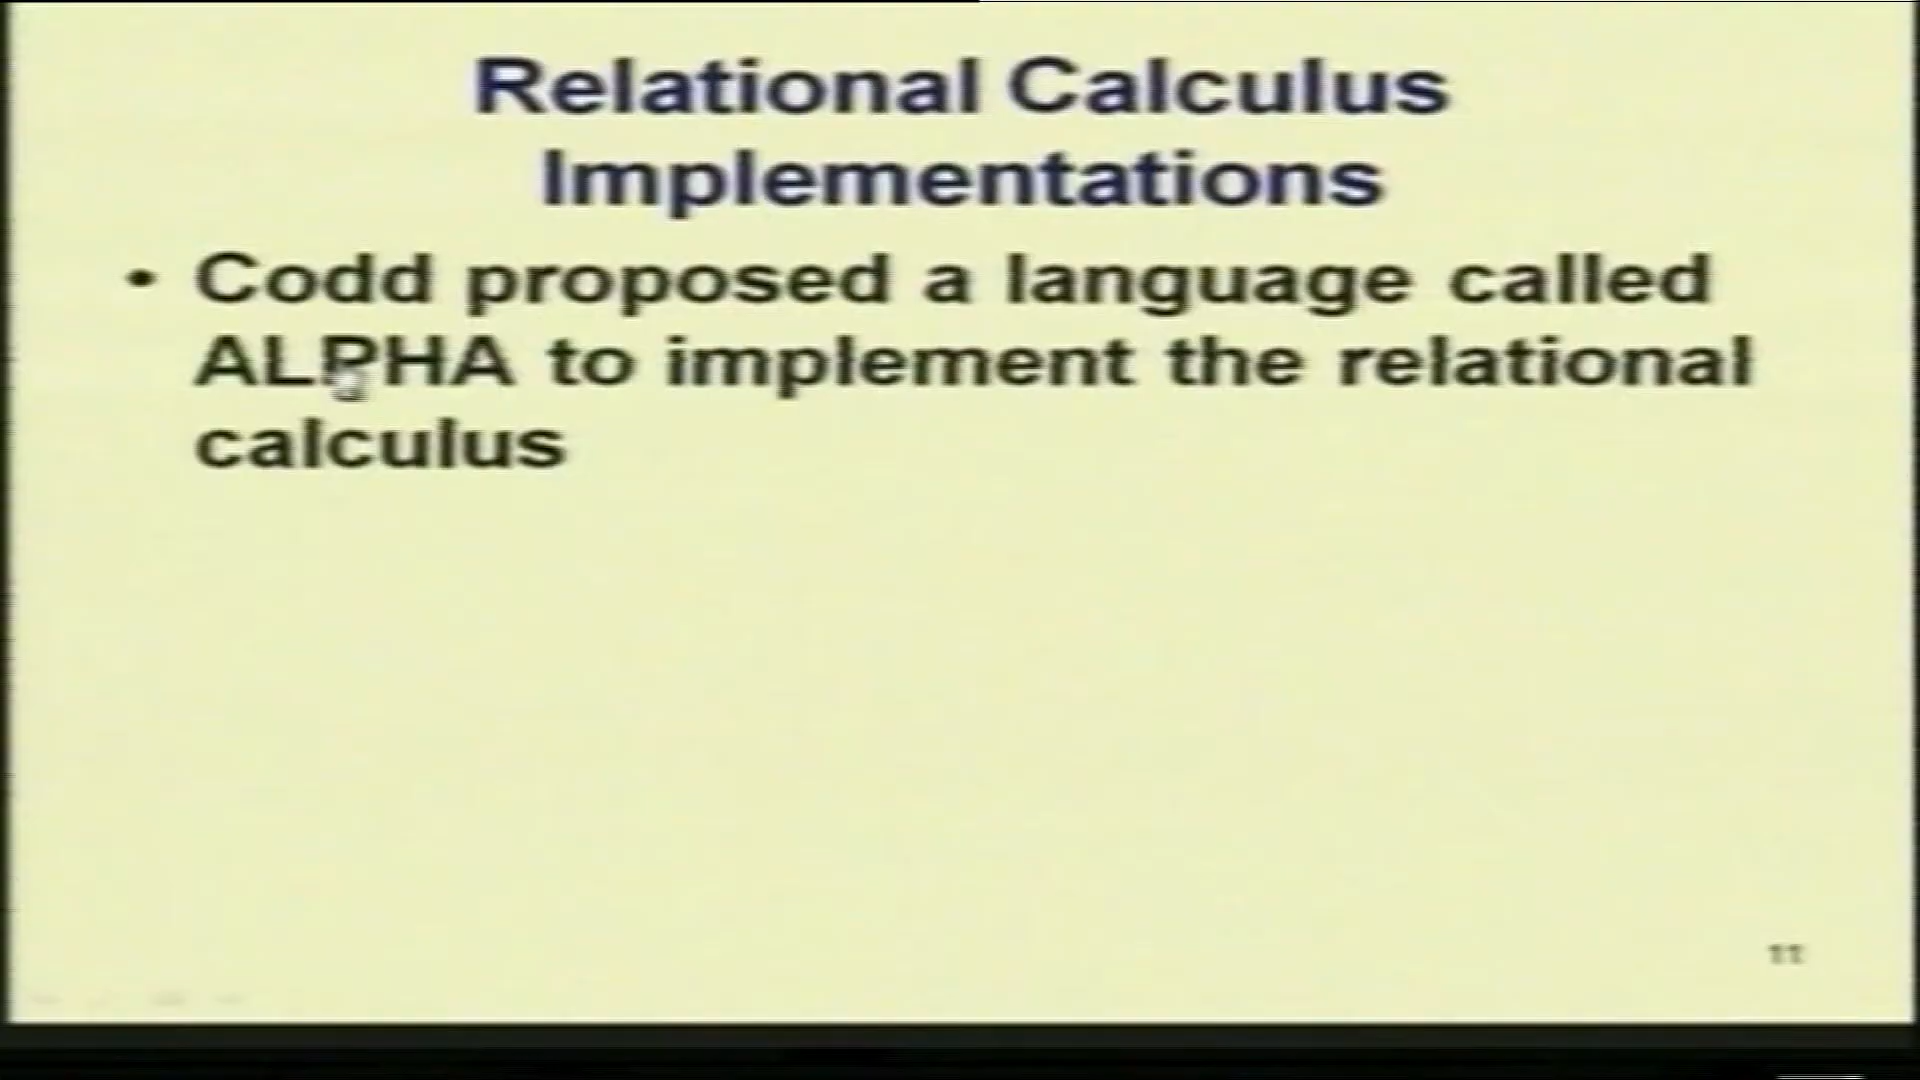 Relational Calculus
Implementations
• Codd proposed a language called
ALPHA to implement the relational
calculus
11